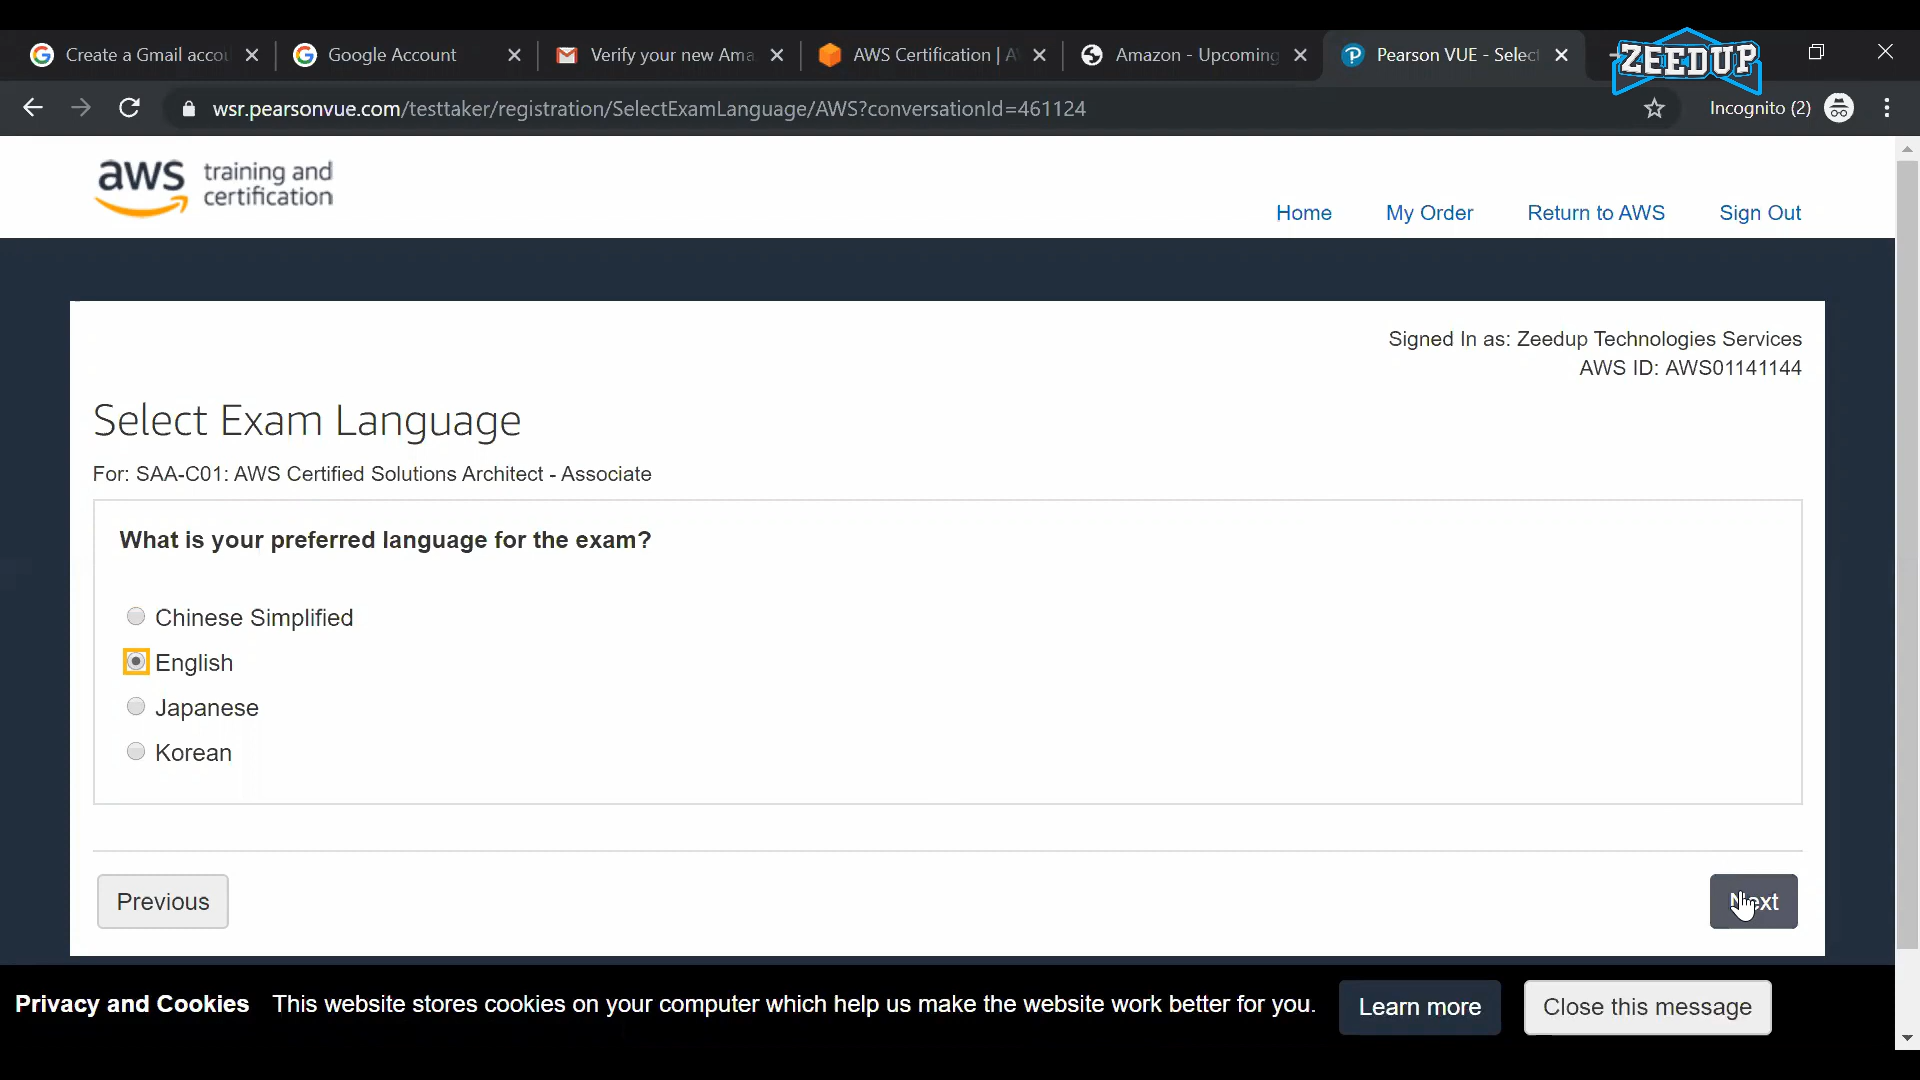 Create a Gmail accou
Google Account
Verify your new Ama
AWS Certification | A
Amazon - Upcoming
Pearson VUE - Select
ZEEDUP
wsr.pearsonvue.com/testtaker/registration/SelectExamLanguage/AWS?conversationId=461124
Incognito (2)
aws training and
certification
Home
My Order
Return to AWS
Sign Out
Signed In as: Zeedup Technologies Services
AWS ID: AWS01141144
Select Exam Language
For: SAA-C01: AWS Certified Solutions Architect - Associate
What is your preferred language for the exam?
Chinese Simplified
English
Japanese
Korean
Previous
Next
Privacy and Cookies This website stores cookies on your computer which help us make the website work better for you.
Learn more
Close this message